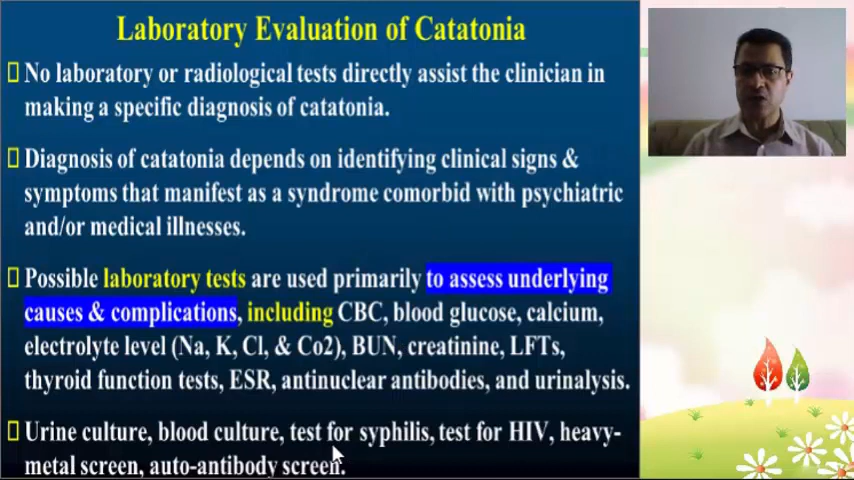 Laboratory Evaluation of Catatonia
No laboratory or radiological tests directly assist the clinician in
making a specific diagnosis of catatonia.
Diagnosis of catatonia depends on identifying clinical signs &
symptoms that manifest as a syndrome comorbid with psychiatric
and/or medical illnesses.
Possible laboratory tests are used primarily to assess underlying
causes & complications, including CBC, blood glucose, calcium,
electrolyte level (Na, K, Cl, & Co2), BUN, creatinine, LFTs,
thyroid function tests, ESR, antinuclear antibodies, and urinalysis.
Urine culture, blood culture, test for syphilis, test for HIV, heavy-
metal screen, auto-antibody screen.